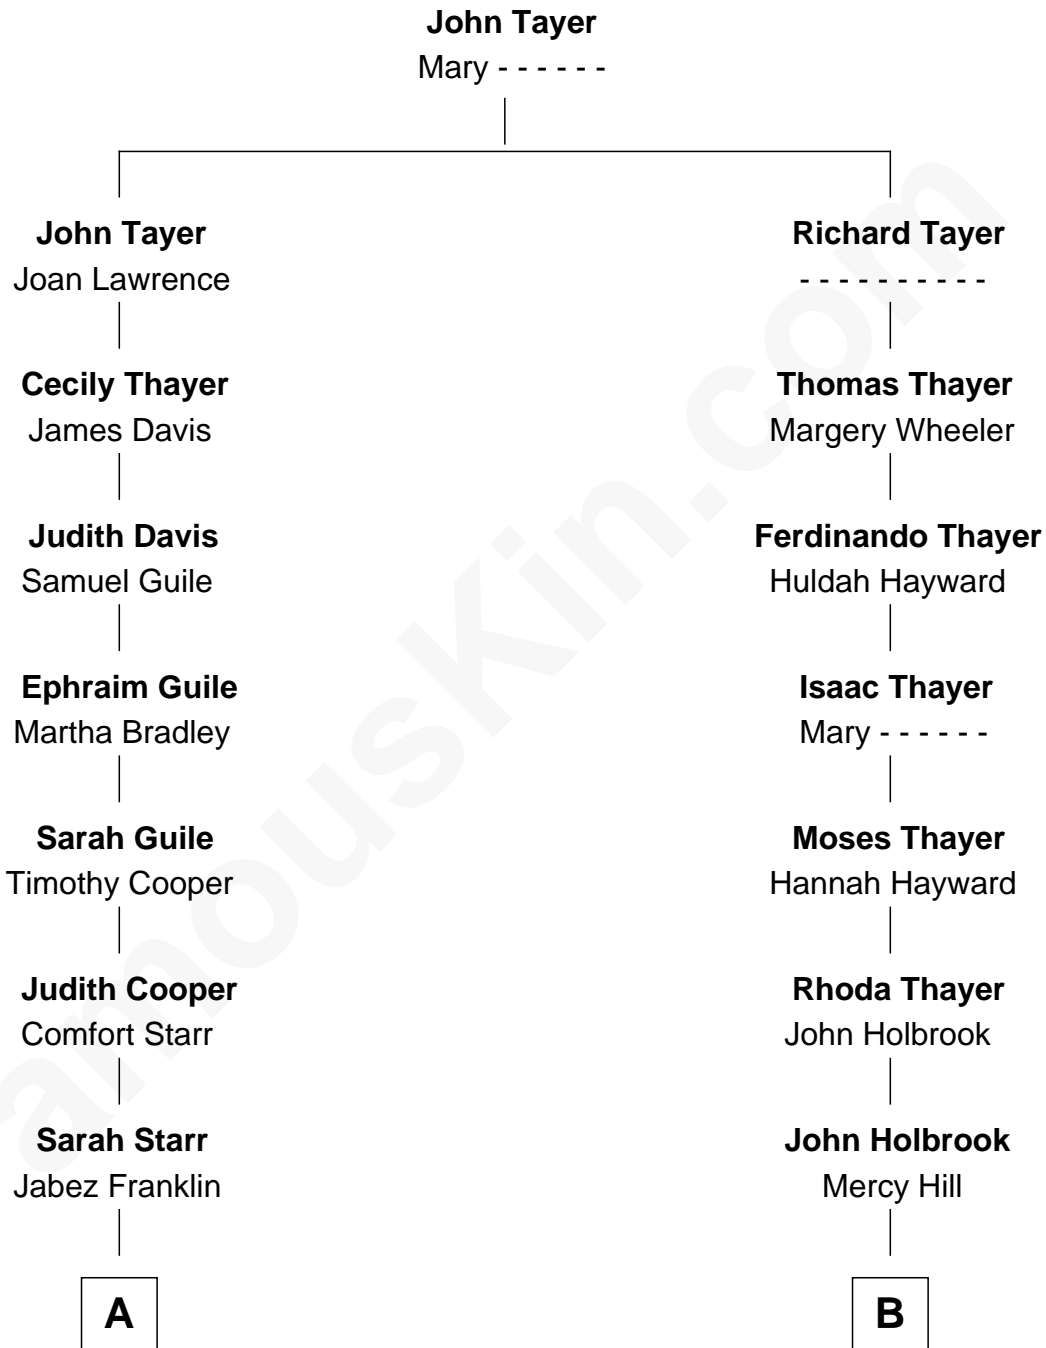 John Tayer
Mary - - - - - -
John Tayer
Joan Lawrence
Cecily Thayer
James Davis
Judith Davis
Samuel Guile
Ephraim Guile
Martha Bradley
Sarah Guile
Timothy Cooper
Judith Cooper
Comfort Starr
Sarah Starr
Jabez Franklin
A
Richard Tayer
- - - - - - - - - -
Thomas Thayer
Margery Wheeler
Ferdinando Thayer
Huldah Hayward
Isaac Thayer
Mary - - - - - -
Moses Thayer
Hannah Hayward
Rhoda Thayer
John Holbrook
John Holbrook
Mercy Hill
B
amousKin.com